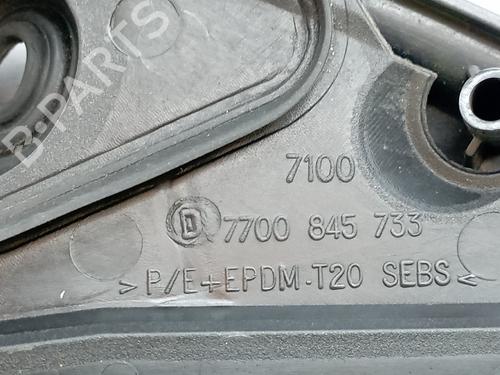 B-PARTS
7100
D 7700 845 733
>P/E+EPDM.T20 SEBS<